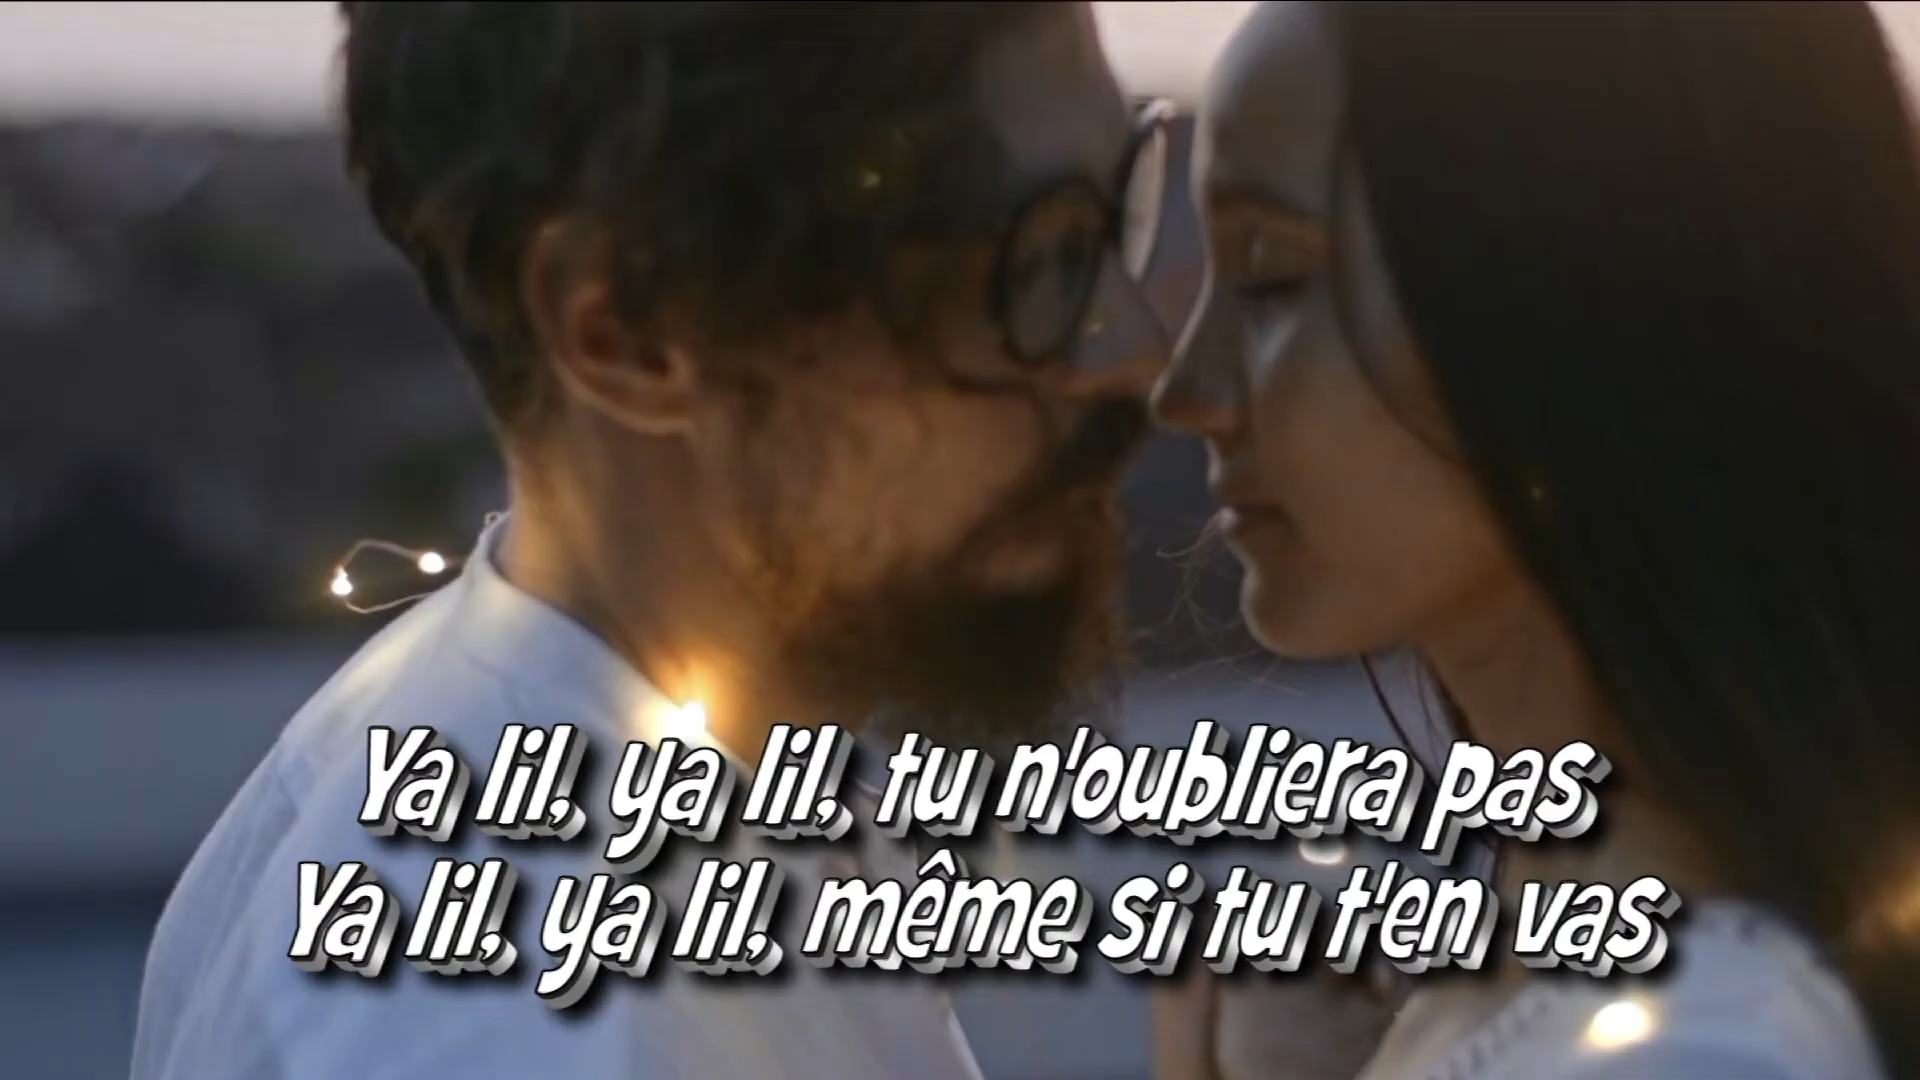 Ya lil, ya lil, tu n'oubliera pas
Ya lil, ya lil, même si tu t'en vas